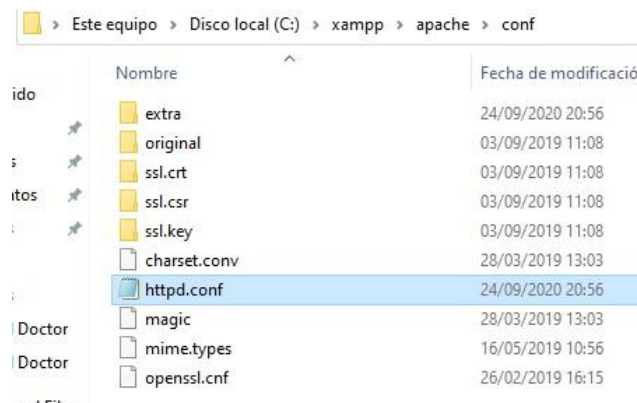 Este equipo > Disco local (C:) > xampp > apache > conf
Nombre Fecha de modificació
ido
extra 24/09/2020 20:56
original 03/09/2019 11:08
s ssl.crt 03/09/2019 11:08
itos ssl.csr 03/09/2019 11:08
ssl.key 03/09/2019 11:08
charset.conv 28/03/2019 13:03
httpd.conf 24/09/2020 20:56
Doctor magic 28/03/2019 13:03
Doctor mime.types 16/05/2019 10:56
openssl.cnf 26/02/2019 16:15